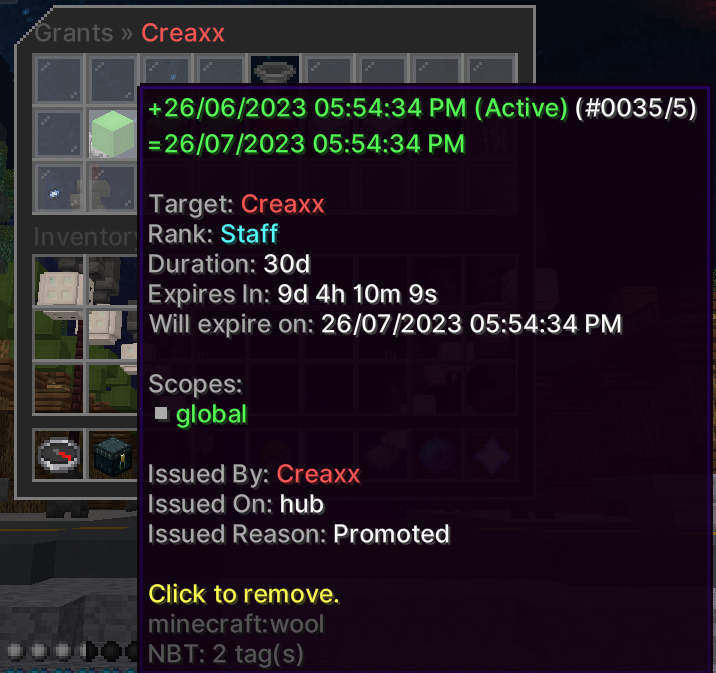 Grants » Creaxx
+26/06/2023 05:54:34 PM (Active) (#0035/5)
=26/07/2023 05:54:34 PM
Target: Creaxx
Rank: Staff
Duration: 30d
Expires In: 9d 4h 10m 9s
Will expire on: 26/07/2023 05:54:34 PM
Inventory
Scopes:
global
Issued By: Creaxx
Issued On: hub
Issued Reason: Promoted
Click to remove.
minecraft:wool
NBT: 2 tag(s)